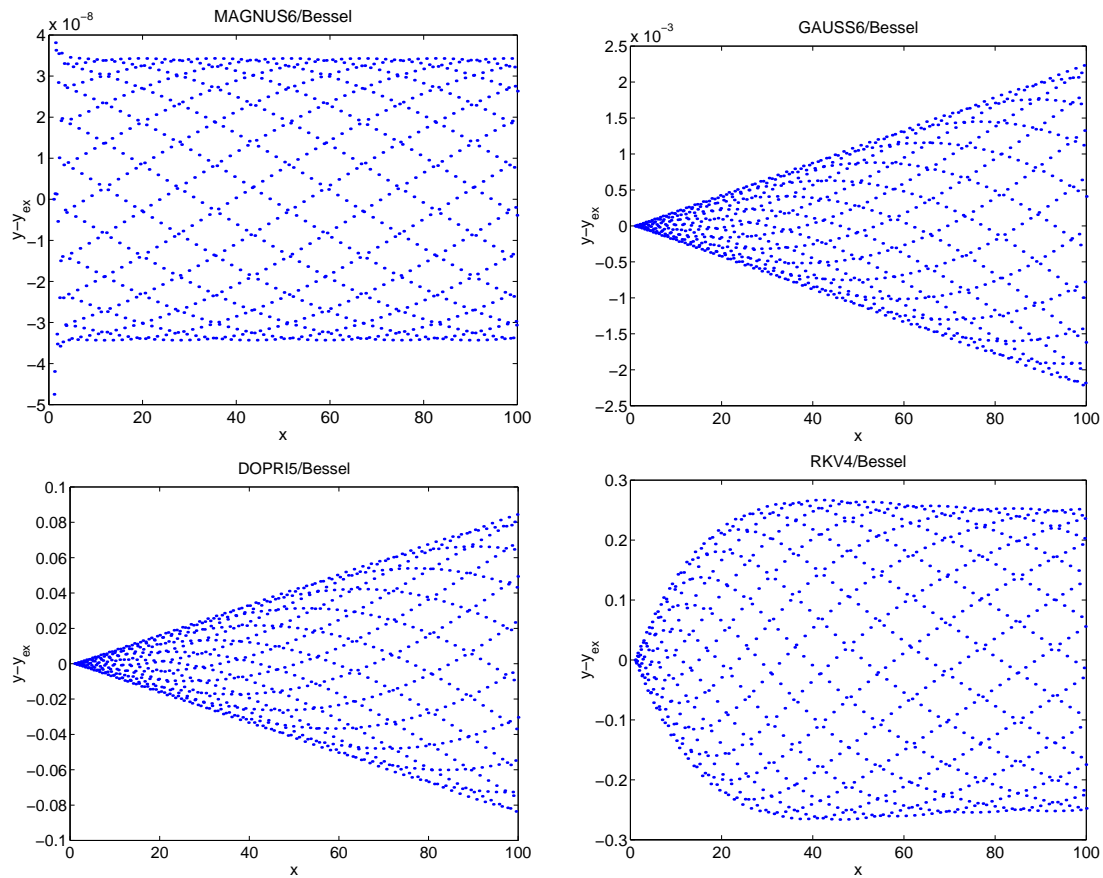 MAGNUS6/Bessel
x 10−8
4
3
2
1
0
−1
−2
−3
−4
−5
y−yex
0 20 40 60 80 100
x
GAUSS6/Bessel
x 10−3
2.5
2
1.5
1
0.5
0
−0.5
−1
−1.5
−2
−2.5
y−yex
0 20 40 60 80 100
x
DOPRI5/Bessel
0.1
0.08
0.06
0.04
0.02
0
−0.02
−0.04
−0.06
−0.08
−0.1
y−yex
0 20 40 60 80 100
x
RKV4/Bessel
0.3
0.2
0.1
0
−0.1
−0.2
−0.3
y−yex
0 20 40 60 80 100
x